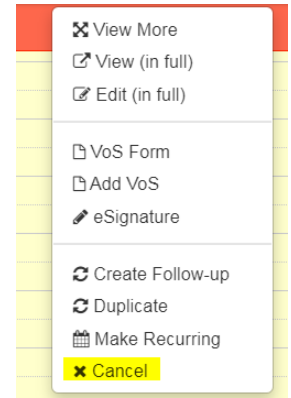 View More
View (in full)
Edit (in full)
VoS Form
Add VoS
eSignature
Create Follow-up
Duplicate
Make Recurring
Cancel